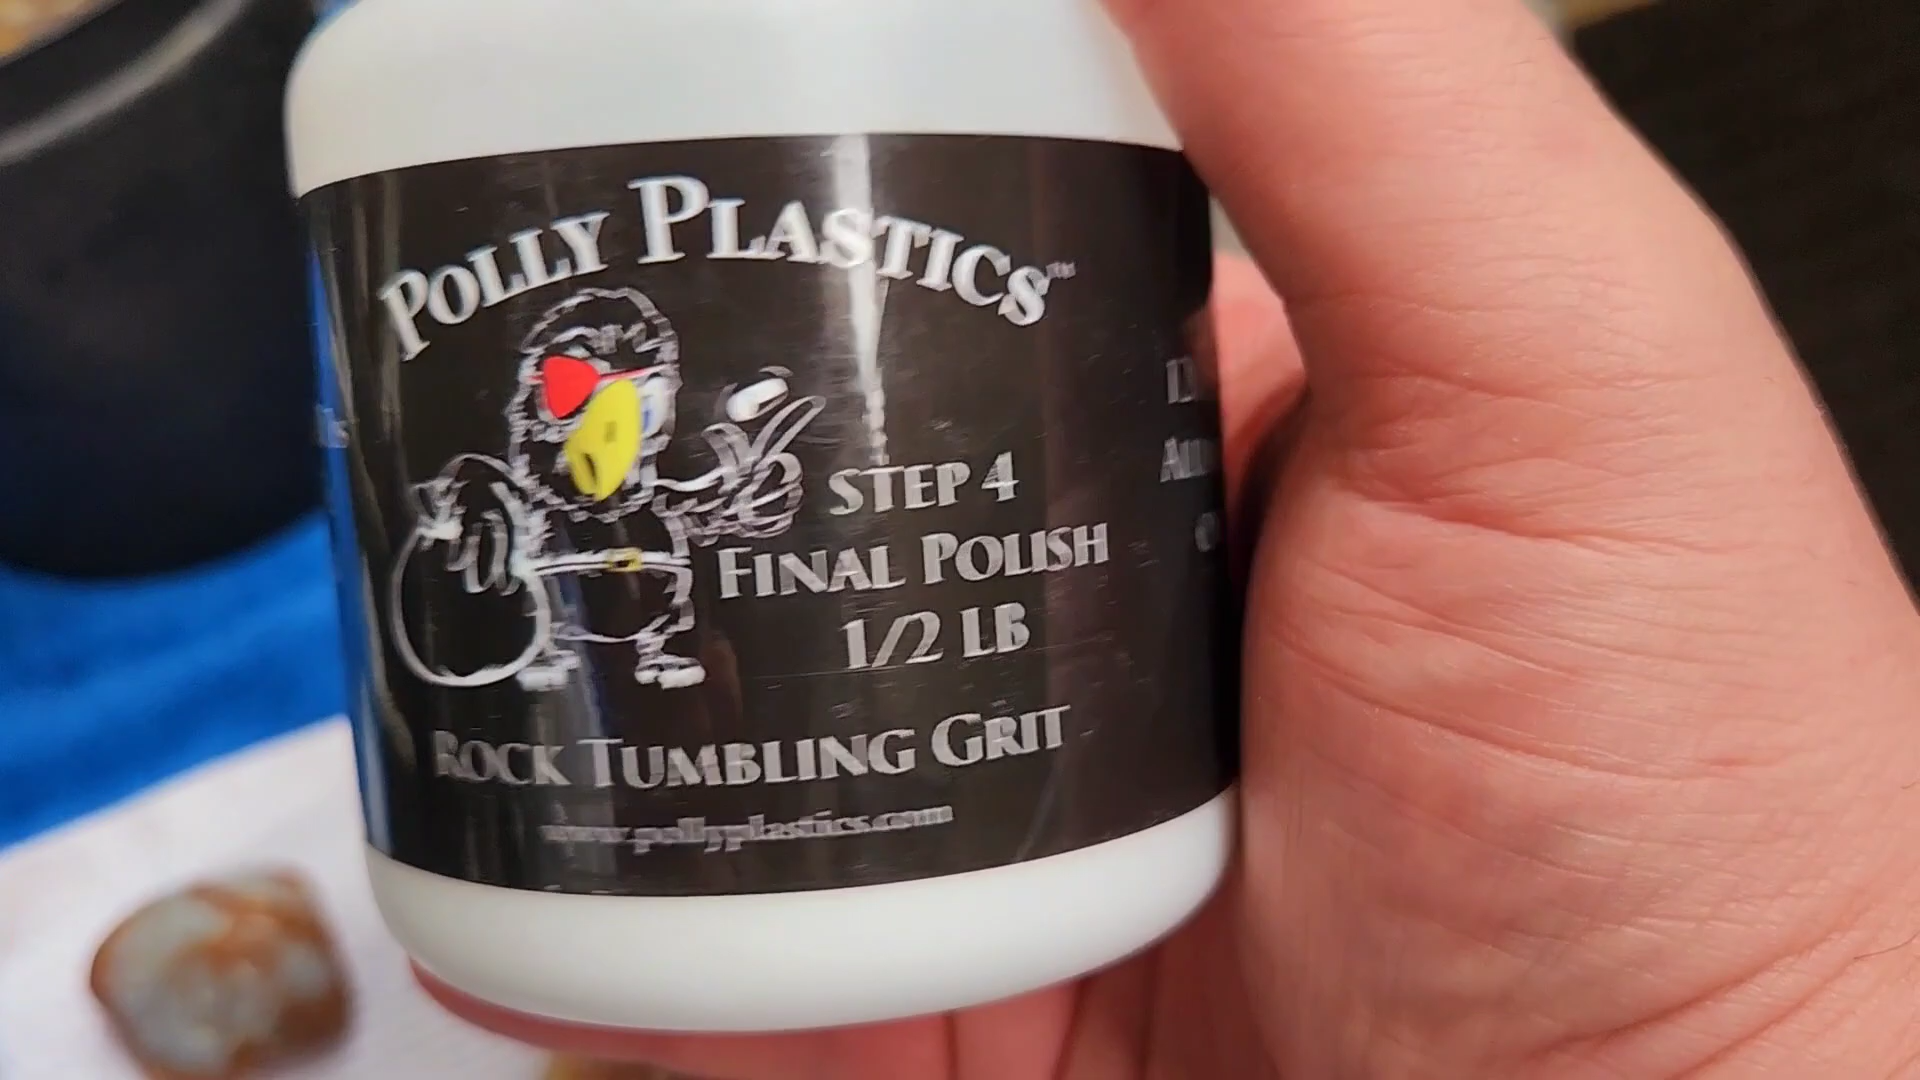 POLLY PLASTICS™
STEP 4
FINAL POLISH
1/2 LB
ROCK TUMBLING GRIT
www.pollyplastics.com